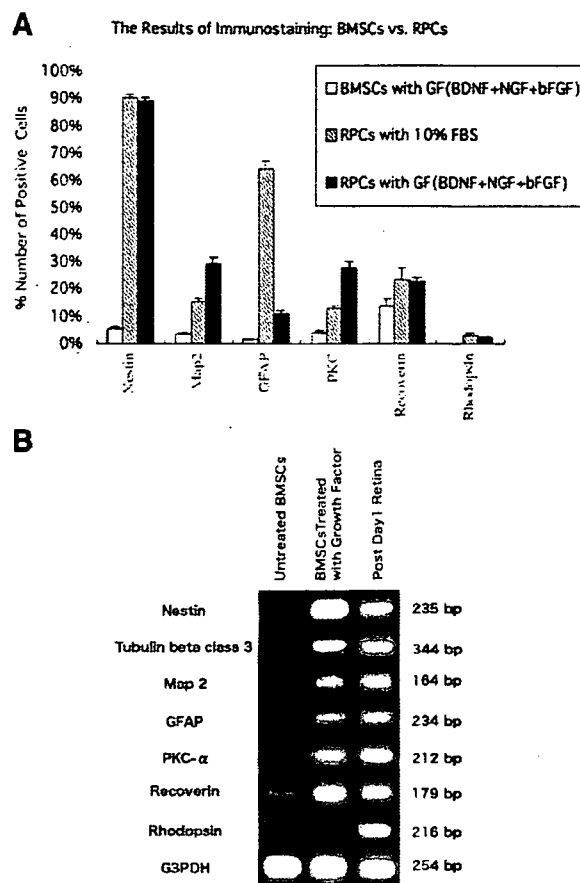 A
The Results of Immunostaining: BMSCs vs. RPCs
% Number of Positive Cells
100%
90%
80%
70%
60%
50%
40%
30%
20%
10%
0%
BMSCs with GF(BDNF+NGF+bFGF)
RPCs with 10% FBS
RPCs with GF(BDNF+NGF+bFGF)
Nestin
Map2
GFAP
PKC
Recoverin
Rhodopsin
B
Untreated BMSCs
BMSCsTreated with Growth Factor
Post Day1 Retina
Nestin 235 bp
Tubulin beta class 3 344 bp
Map 2 164 bp
GFAP 234 bp
PKC-α 212 bp
Recoverin 179 bp
Rhodopsin 216 bp
G3PDH 254 bp